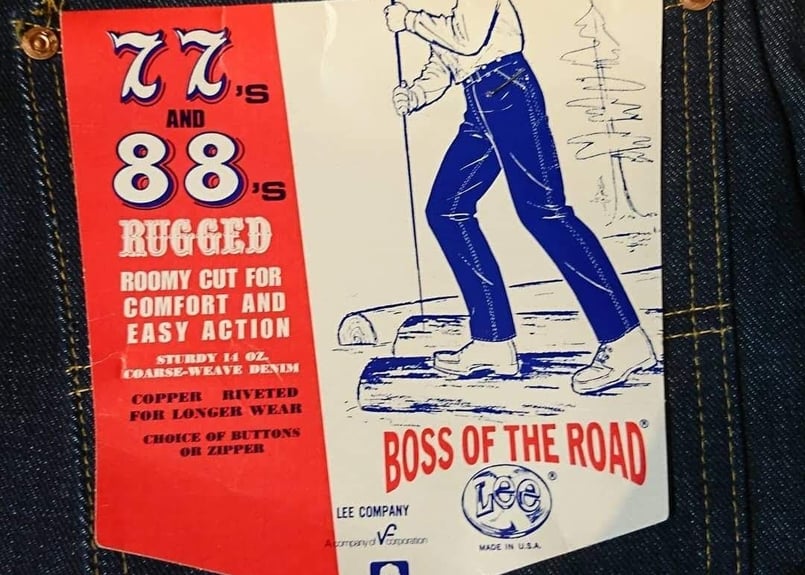 77's
AND
88's
RUGGED
ROOMY CUT FOR
COMFORT AND
EASY ACTION
STURDY 14 OZ.
COARSE-WEAVE DENIM
COPPER RIVETED
FOR LONGER WEAR
CHOICE OF BUTTONS
OR ZIPPER
BOSS OF THE ROAD®
Lee®
MADE IN U.S.A.
LEE COMPANY
A company of VF corporation